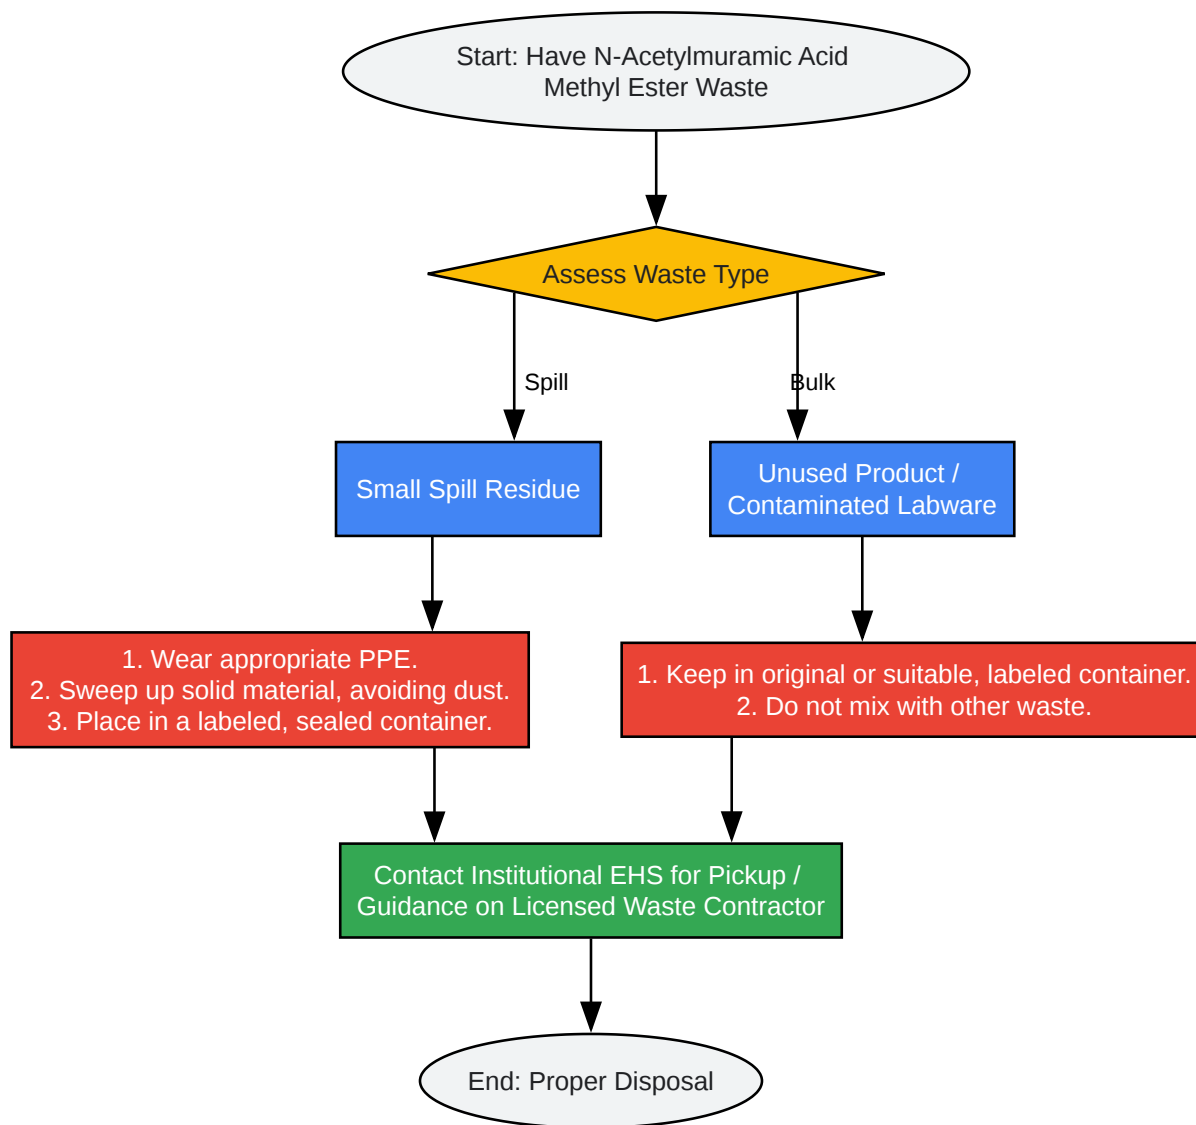 Start: Have N-Acetylmuramic Acid
Methyl Ester Waste
Assess Waste Type
Spill
Bulk
Small Spill Residue
Unused Product /
Contaminated Labware
1. Wear appropriate PPE.
2. Sweep up solid material, avoiding dust.
3. Place in a labeled, sealed container.
1. Keep in original or suitable, labeled container.
2. Do not mix with other waste.
Contact Institutional EHS for Pickup /
Guidance on Licensed Waste Contractor
End: Proper Disposal